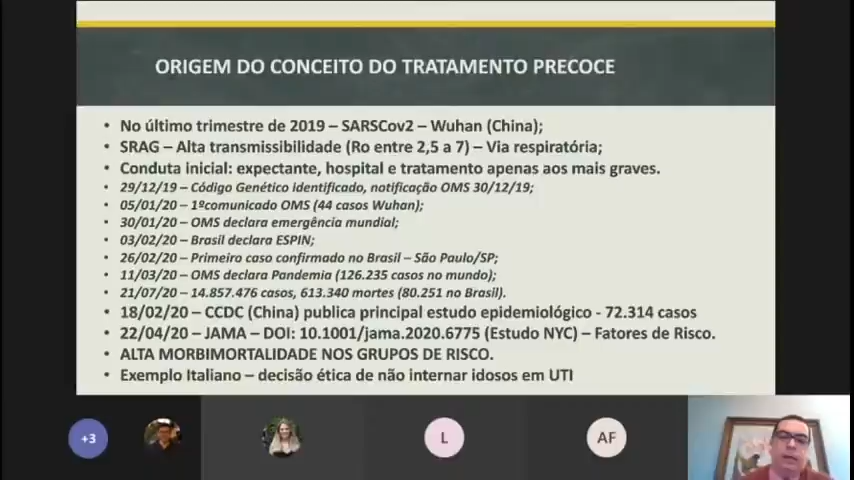 ORIGEM DO CONCEITO DO TRATAMENTO PRECOCE
• No último trimestre de 2019 – SARSCov2 – Wuhan (China);
• SRAG – Alta transmissibilidade (Ro entre 2,5 a 7) – Via respiratória;
• Conduta inicial: expectante, hospital e tratamento apenas aos mais graves.
• 29/12/19 – Código Genético identificado, notificação OMS 30/12/19;
• 05/01/20 – 1ºcomunicado OMS (44 casos Wuhan);
• 30/01/20 – OMS declara emergência mundial;
• 03/02/20 – Brasil declara ESPIN;
• 26/02/20 – Primeiro caso confirmado no Brasil – São Paulo/SP;
• 11/03/20 – OMS declara Pandemia (126.235 casos no mundo);
• 21/07/20 – 14.857.476 casos, 613.340 mortes (80.251 no Brasil).
• 18/02/20 – CCDC (China) publica principal estudo epidemiológico - 72.314 casos
• 22/04/20 – JAMA – DOI: 10.1001/jama.2020.6775 (Estudo NYC) – Fatores de Risco.
• ALTA MORBIMORTALIDADE NOS GRUPOS DE RISCO.
• Exemplo Italiano – decisão ética de não internar idosos em UTI
+3
L
AF